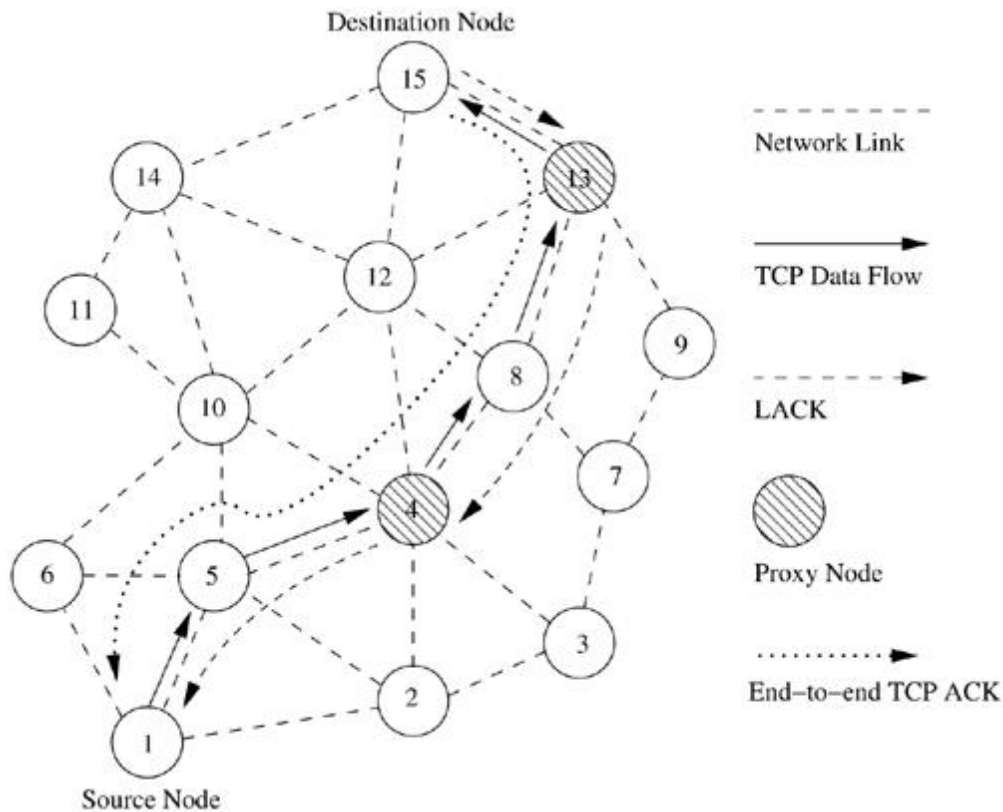 Destination Node
15
Network Link
14
13
TCP Data Flow
12
11
9
8
LACK
10
7
4
6
5
Proxy Node
3
2
End-to-end TCP ACK
1
Source Node